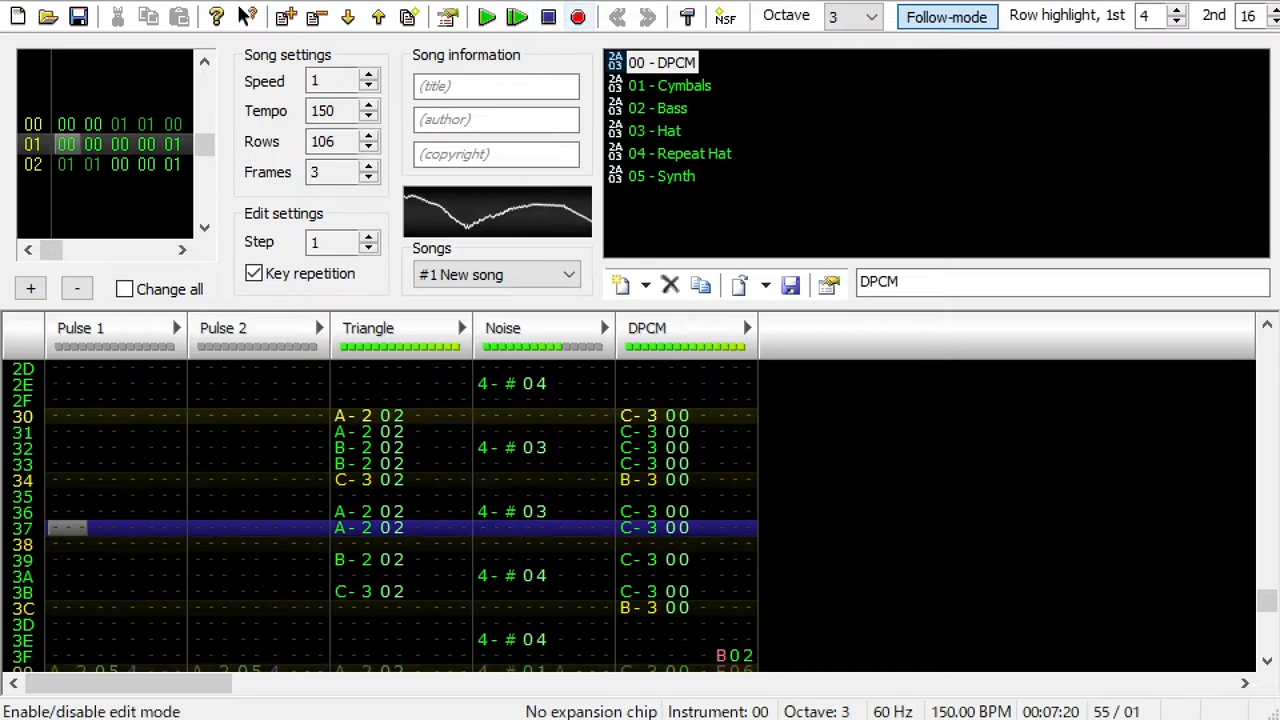 NSF Octave 3 Follow-mode Row highlight, 1st 4 2nd 16
00 00 00 01 01 00
01 00 00 00 00 01
02 01 01 00 00 01
+ - Change all
Song settings
Speed 1
Tempo 150
Rows 106
Frames 3
Edit settings
Step 1
Key repetition
Song information
(title)
(author)
(copyright)
Songs
#1 New song
2A03 00 - DPCM
2A03 01 - Cymbals
2A03 02 - Bass
2A03 03 - Hat
2A03 04 - Repeat Hat
2A03 05 - Synth
DPCM
Pulse 1 Pulse 2 Triangle Noise DPCM
2D
2E 4-# 04
2F
30 A-2 02 C-3 00
31 A-2 02 C-3 00
32 B-2 02 4-# 03 C-3 00
33 B-2 02 C-3 00
34 C-3 02 B-3 00
35
36 A-2 02 4-# 03 C-3 00
37 A-2 02 C-3 00
38
39 B-2 02 C-3 00
3A 4-# 04
3B C-3 02 C-3 00
3C B-3 00
3D
3E 4-# 04
3F B02
Enable/disable edit mode No expansion chip Instrument: 00 Octave: 3 60 Hz 150.00 BPM 00:07:20 55 / 01